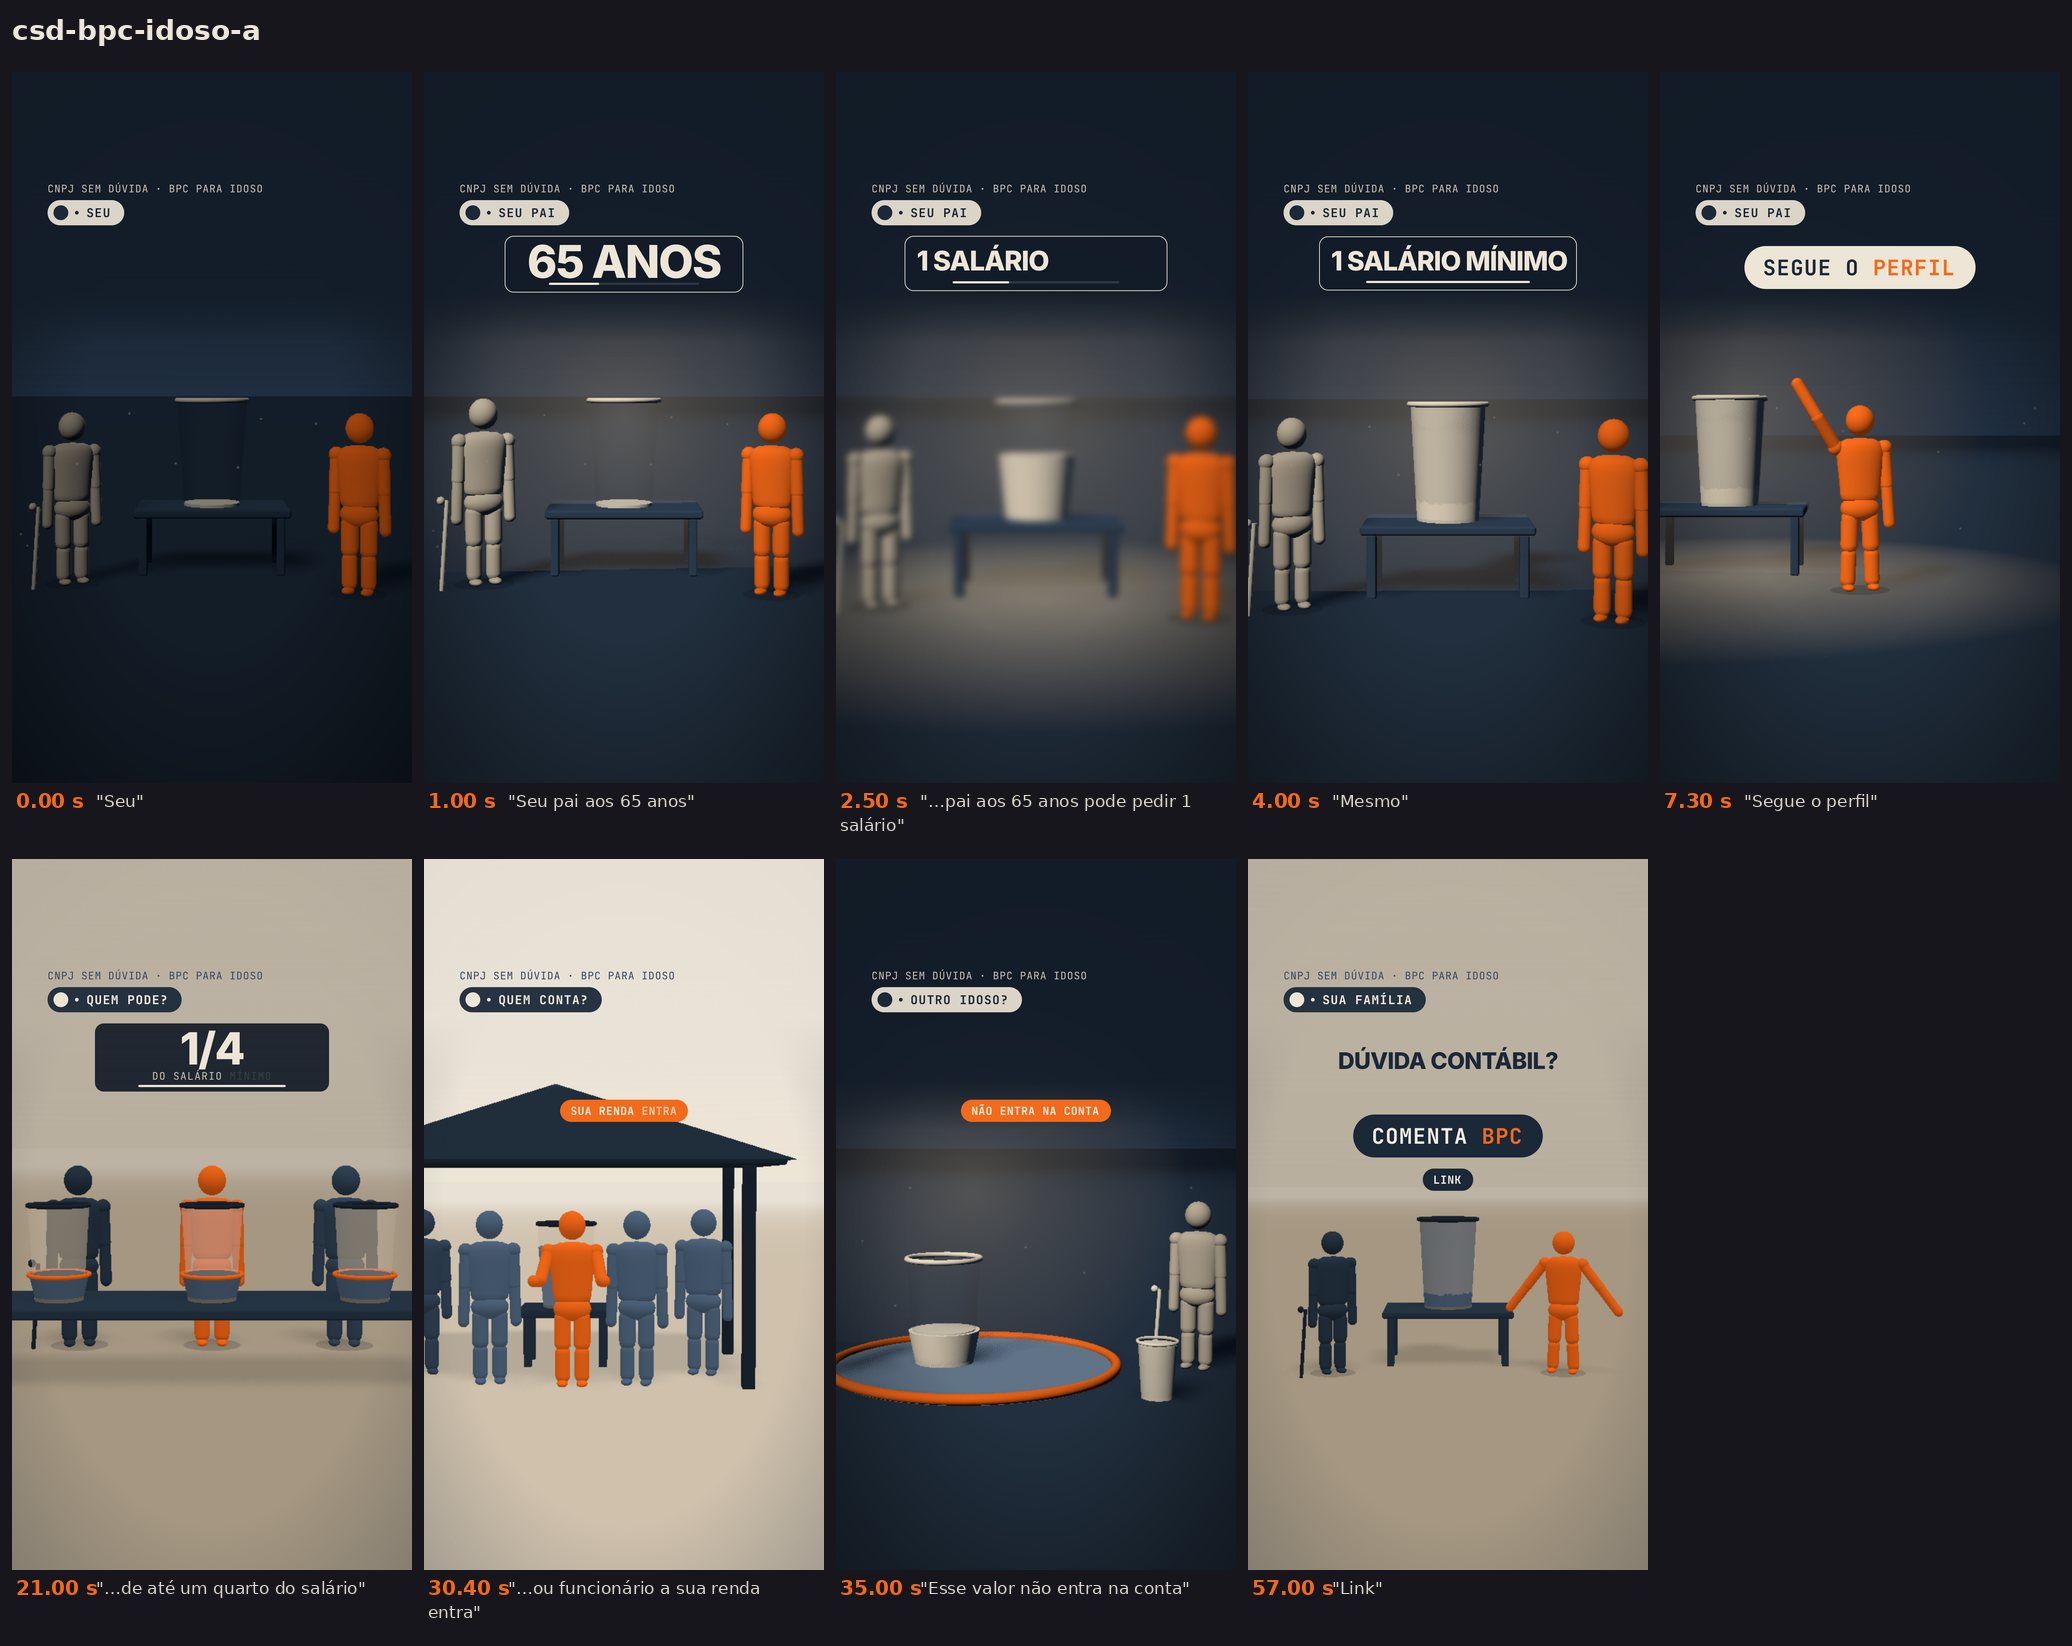 csd-bpc-idoso-a
CNPJ SEM DÚVIDA · BPC PARA IDOSO
• SEU
0.00 s "Seu"
CNPJ SEM DÚVIDA · BPC PARA IDOSO
• SEU PAI
65 ANOS
1.00 s "Seu pai aos 65 anos"
CNPJ SEM DÚVIDA · BPC PARA IDOSO
• SEU PAI
1 SALÁRIO
2.50 s "...pai aos 65 anos pode pedir 1
salário"
CNPJ SEM DÚVIDA · BPC PARA IDOSO
• SEU PAI
1 SALÁRIO MÍNIMO
4.00 s "Mesmo"
CNPJ SEM DÚVIDA · BPC PARA IDOSO
• SEU PAI
SEGUE O PERFIL
7.30 s "Segue o perfil"
CNPJ SEM DÚVIDA · BPC PARA IDOSO
• QUEM PODE?
1/4
DO SALÁRIO MÍNIMO
21.00 s "...de até um quarto do salário"
CNPJ SEM DÚVIDA · BPC PARA IDOSO
• QUEM CONTA?
SUA RENDA ENTRA
30.40 s "...ou funcionário a sua renda
entra"
CNPJ SEM DÚVIDA · BPC PARA IDOSO
• OUTRO IDOSO?
NÃO ENTRA NA CONTA
35.00 s "Esse valor não entra na conta"
CNPJ SEM DÚVIDA · BPC PARA IDOSO
• SUA FAMÍLIA
DÚVIDA CONTÁBIL?
COMENTA BPC
LINK
57.00 s "Link"